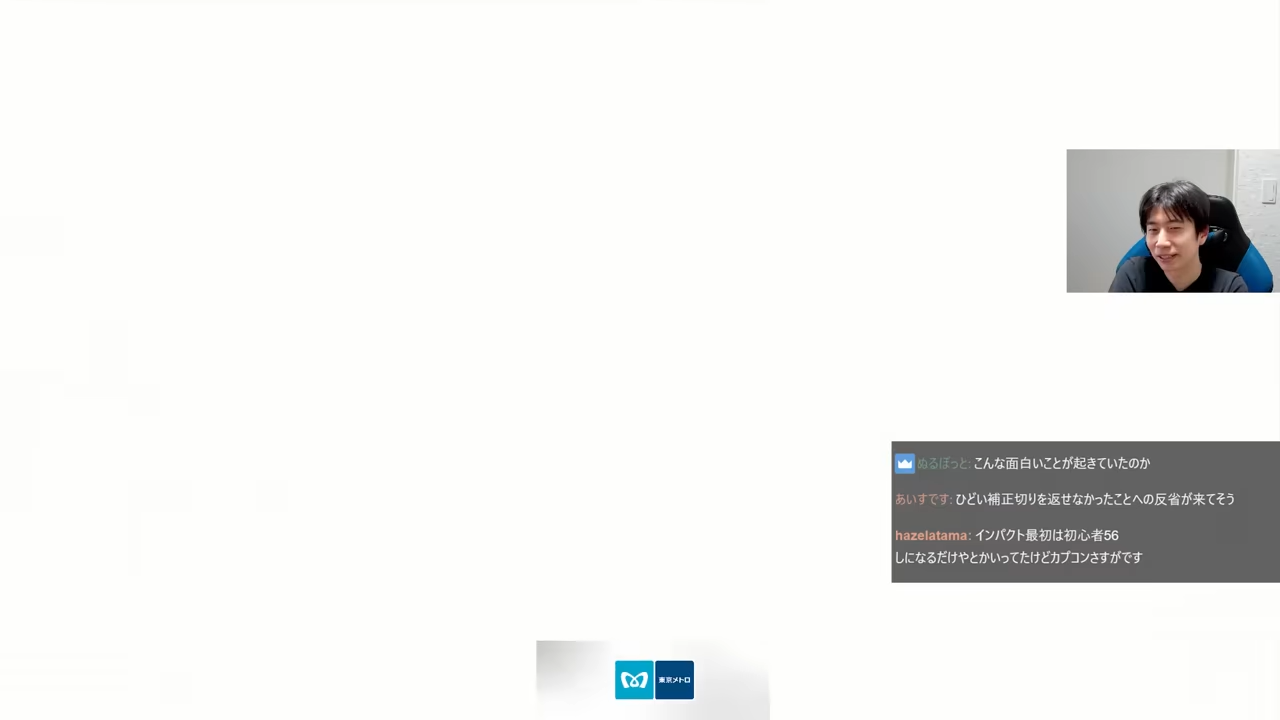 ぬるぽっと: こんな面白いことが起きていたのか
あいすです: ひどい補正切りを返せなかったことへの反省が来てそう
hazelatama: インパクト最初は初心者56
しになるだけやとかいってたけどカプコンさすがです
東京メトロ